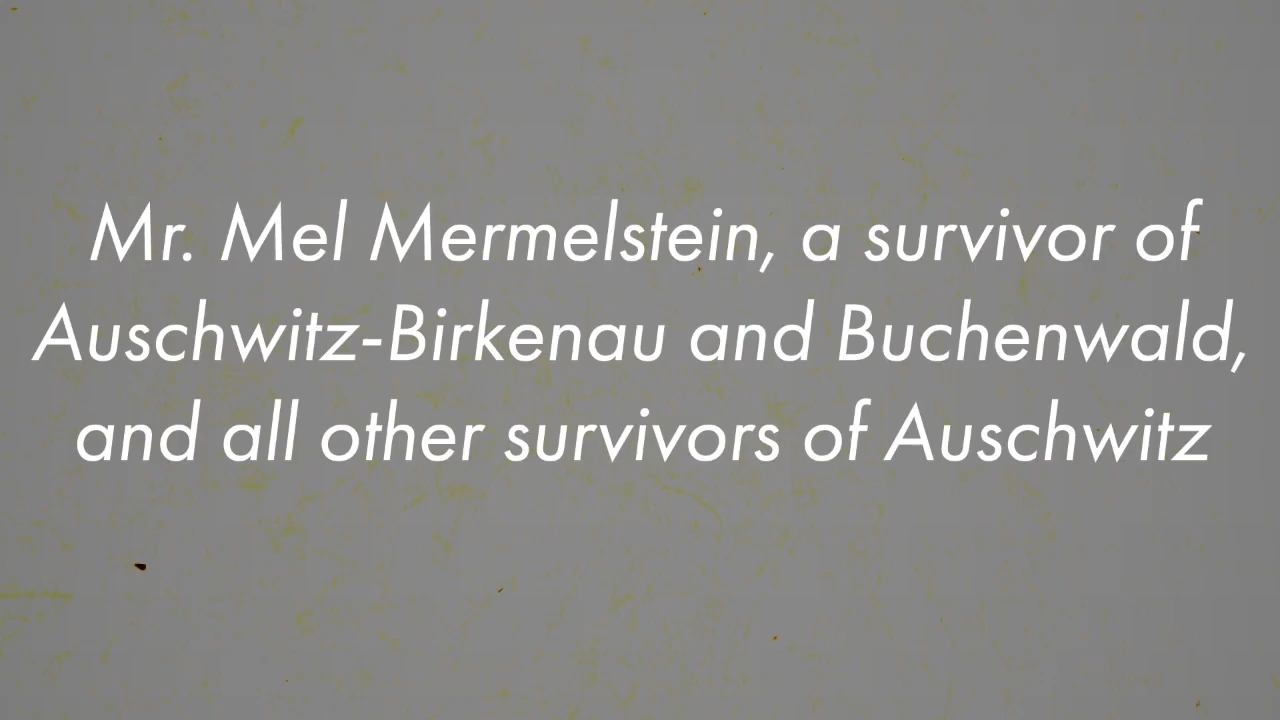 Mr. Mel Mermelstein, a survivor of
Auschwitz-Birkenau and Buchenwald,
and all other survivors of Auschwitz